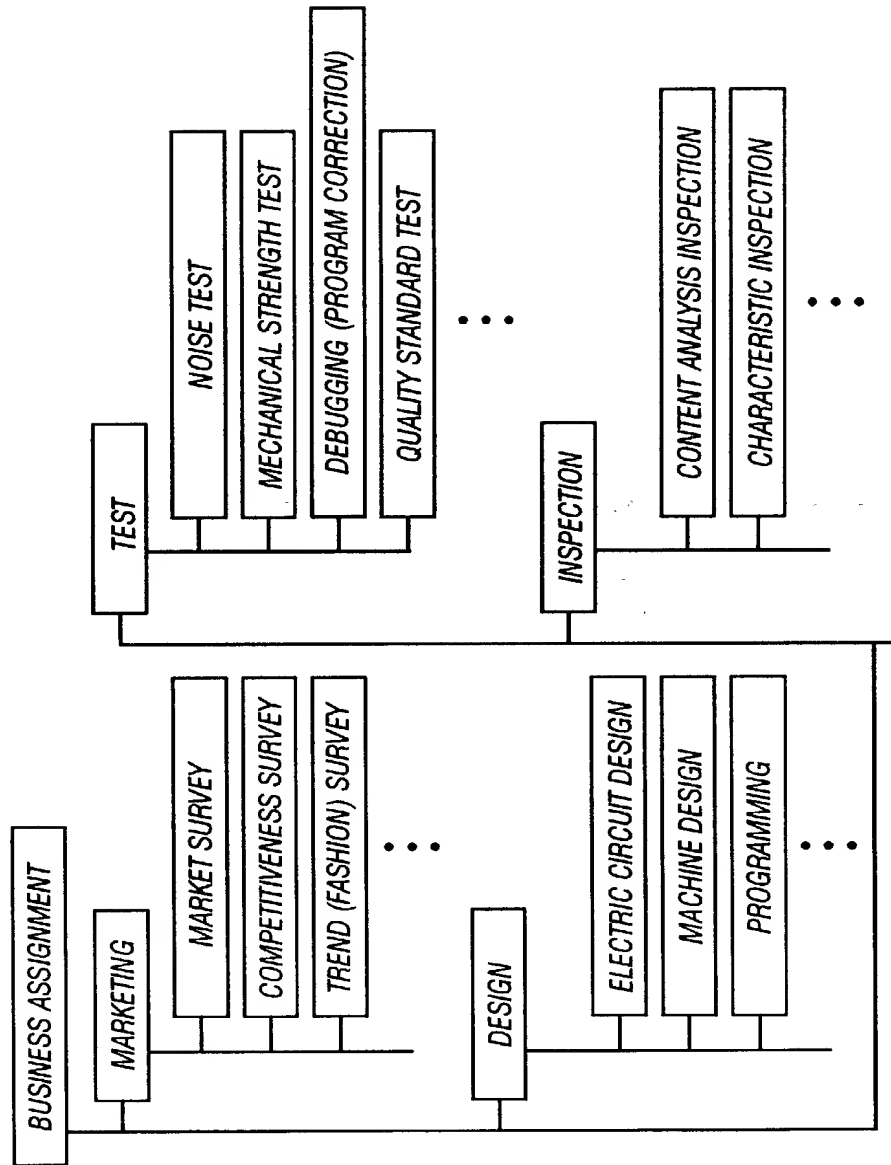 BUSINESS ASSIGNMENT
MARKETING
MARKET SURVEY
COMPETITIVENESS SURVEY
TREND (FASHION) SURVEY
• • •
DESIGN
ELECTRIC CIRCUIT DESIGN
MACHINE DESIGN
PROGRAMMING
• • •
TEST
NOISE TEST
MECHANICAL STRENGTH TEST
DEBUGGING (PROGRAM CORRECTION)
QUALITY STANDARD TEST
• • •
INSPECTION
CONTENT ANALYSIS INSPECTION
CHARACTERISTIC INSPECTION
• • •